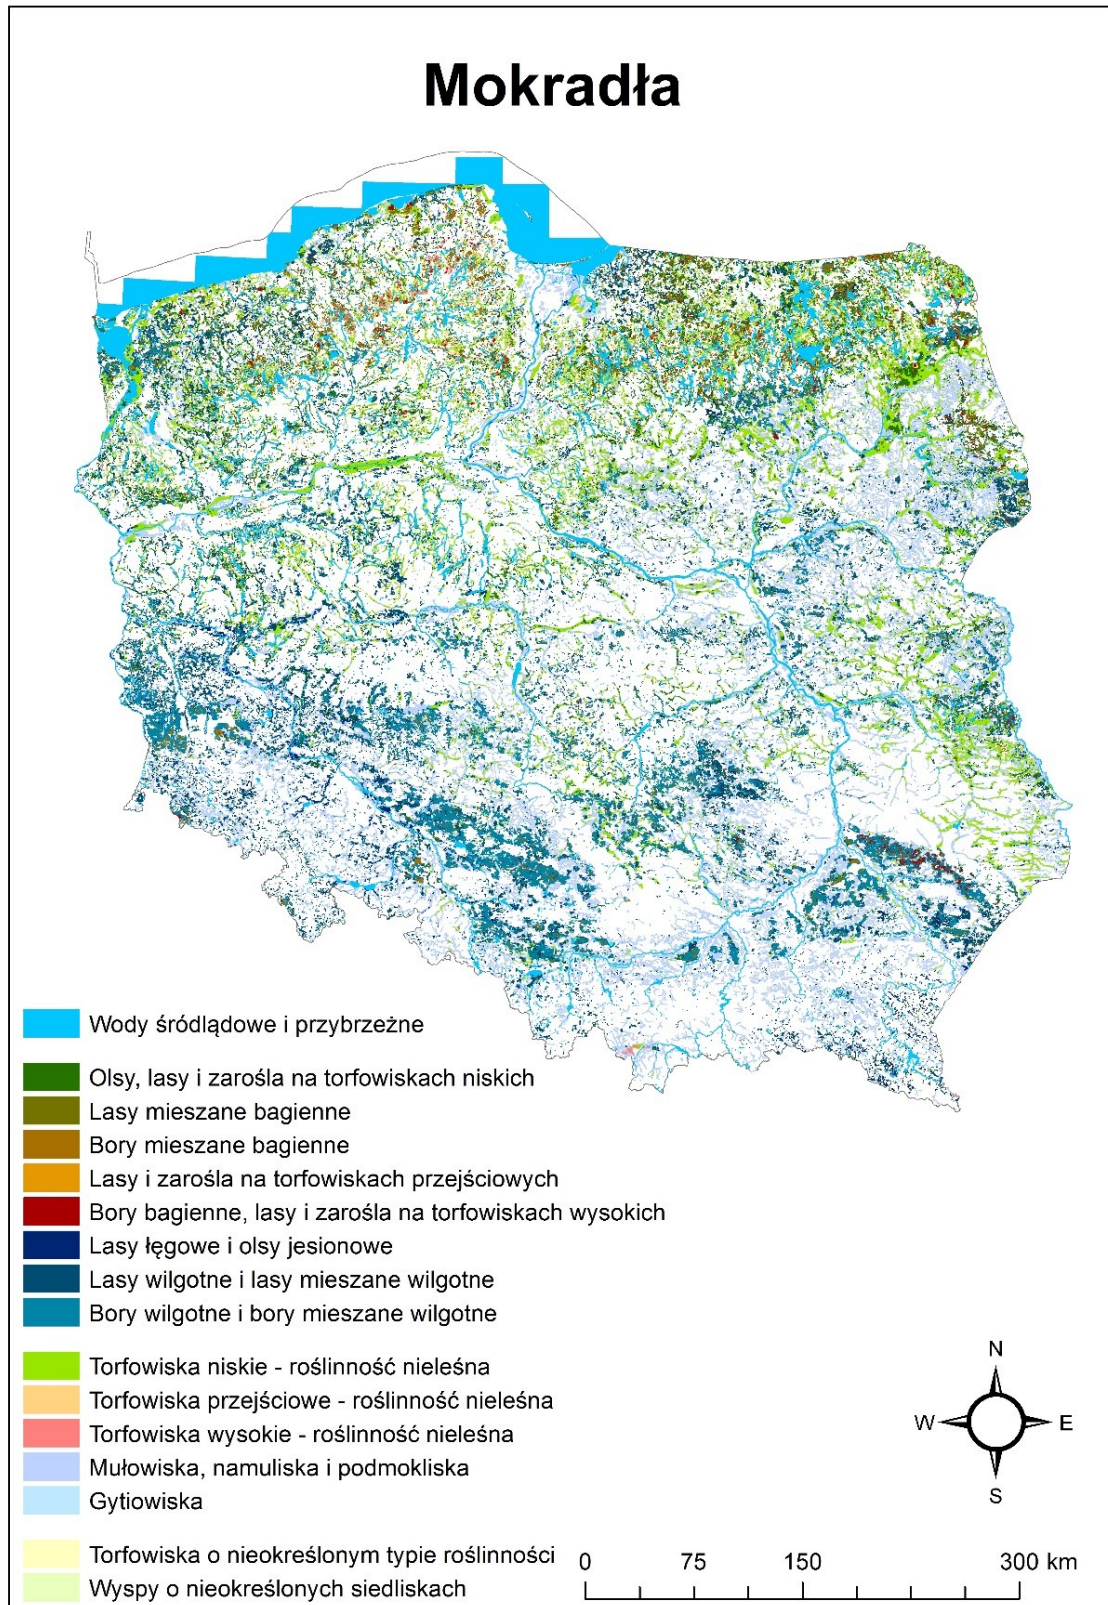 Mokradła
Wody śródlądowe i przybrzeżne
Olsy, lasy i zarośla na torfowiskach niskich
Lasy mieszane bagienne
Bory mieszane bagienne
Lasy i zarośla na torfowiskach przejściowych
Bory bagienne, lasy i zarośla na torfowiskach wysokich
Lasy łęgowe i olsy jesionowe
Lasy wilgotne i lasy mieszane wilgotne
Bory wilgotne i bory mieszane wilgotne
Torfowiska niskie - roślinność nieleśna
Torfowiska przejściowe - roślinność nieleśna
Torfowiska wysokie - roślinność nieleśna
Mułowiska, namuliska i podmokliska
Gytiowiska
Torfowiska o nieokreślonym typie roślinności
Wyspy o nieokreślonych siedliskach
N
W E
S
0 75 150 300 km